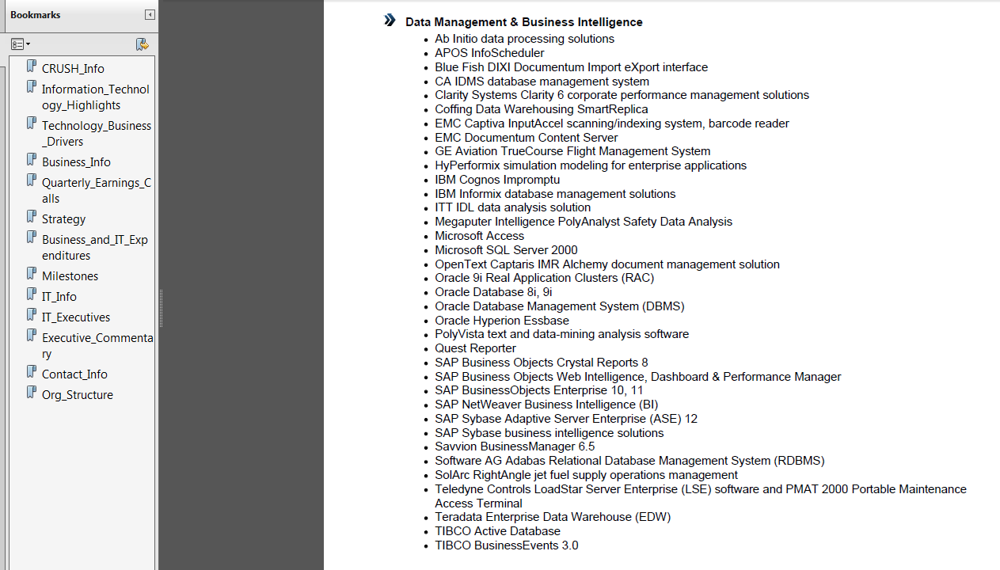 Bookmarks
CRUSH_Info
Information_Technol
ogy_Highlights
Technology_Business
_Drivers
Business_Info
Quarterly_Earnings_C
alls
Strategy
Business_and_IT_Exp
enditures
Milestones
IT_Info
IT_Executives
Executive_Commenta
ry
Contact_Info
Org_Structure
Data Management & Business Intelligence
• Ab Initio data processing solutions
• APOS InfoScheduler
• Blue Fish DIXI Documentum Import eXport interface
• CA IDMS database management system
• Clarity Systems Clarity 6 corporate performance management solutions
• Coffing Data Warehousing SmartReplica
• EMC Captiva InputAccel scanning/indexing system, barcode reader
• EMC Documentum Content Server
• GE Aviation TrueCourse Flight Management System
• HyPerformix simulation modeling for enterprise applications
• IBM Cognos Impromptu
• IBM Informix database management solutions
• ITT IDL data analysis solution
• Megaputer Intelligence PolyAnalyst Safety Data Analysis
• Microsoft Access
• Microsoft SQL Server 2000
• OpenText Captaris IMR Alchemy document management solution
• Oracle 9i Real Application Clusters (RAC)
• Oracle Database 8i, 9i
• Oracle Database Management System (DBMS)
• Oracle Hyperion Essbase
• PolyVista text and data-mining analysis software
• Quest Reporter
• SAP Business Objects Crystal Reports 8
• SAP Business Objects Web Intelligence, Dashboard & Performance Manager
• SAP BusinessObjects Enterprise 10, 11
• SAP NetWeaver Business Intelligence (BI)
• SAP Sybase Adaptive Server Enterprise (ASE) 12
• SAP Sybase business intelligence solutions
• Savvion BusinessManager 6.5
• Software AG Adabas Relational Database Management System (RDBMS)
• SolArc RightAngle jet fuel supply operations management
• Teledyne Controls LoadStar Server Enterprise (LSE) software and PMAT 2000 Portable Maintenance
Access Terminal
• Teradata Enterprise Data Warehouse (EDW)
• TIBCO Active Database
• TIBCO BusinessEvents 3.0